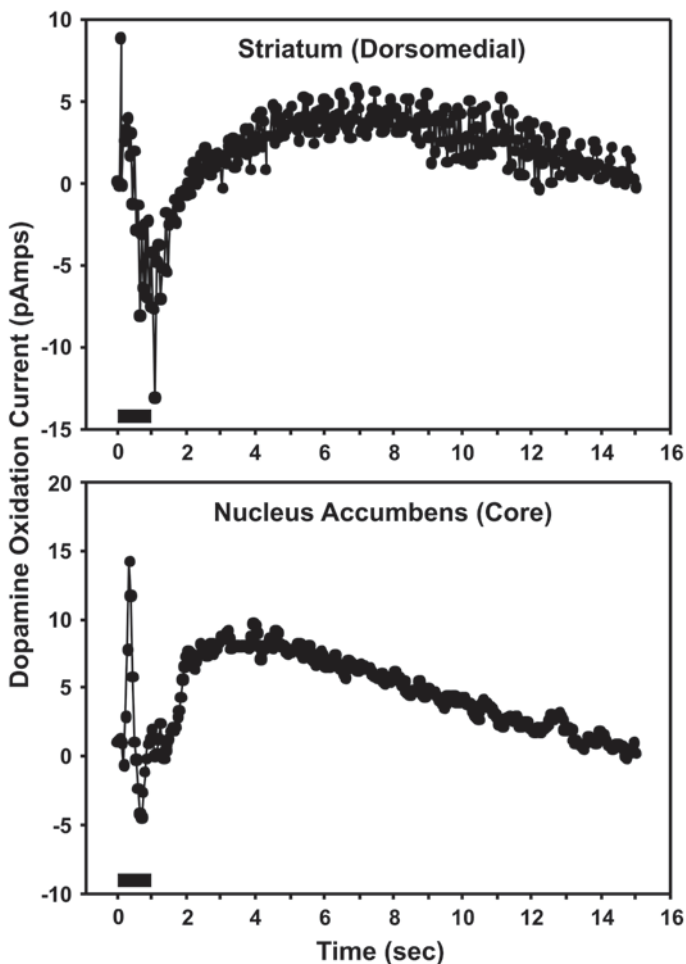 10
Striatum (Dorsomedial)
5
0
-5
-10
-15
0 2 4 6 8 10 12 14 16
Dopamine Oxidation Current (pAmps)
20
Nucleus Accumbens (Core)
15
10
5
0
-5
-10
0 2 4 6 8 10 12 14 16
Time (sec)